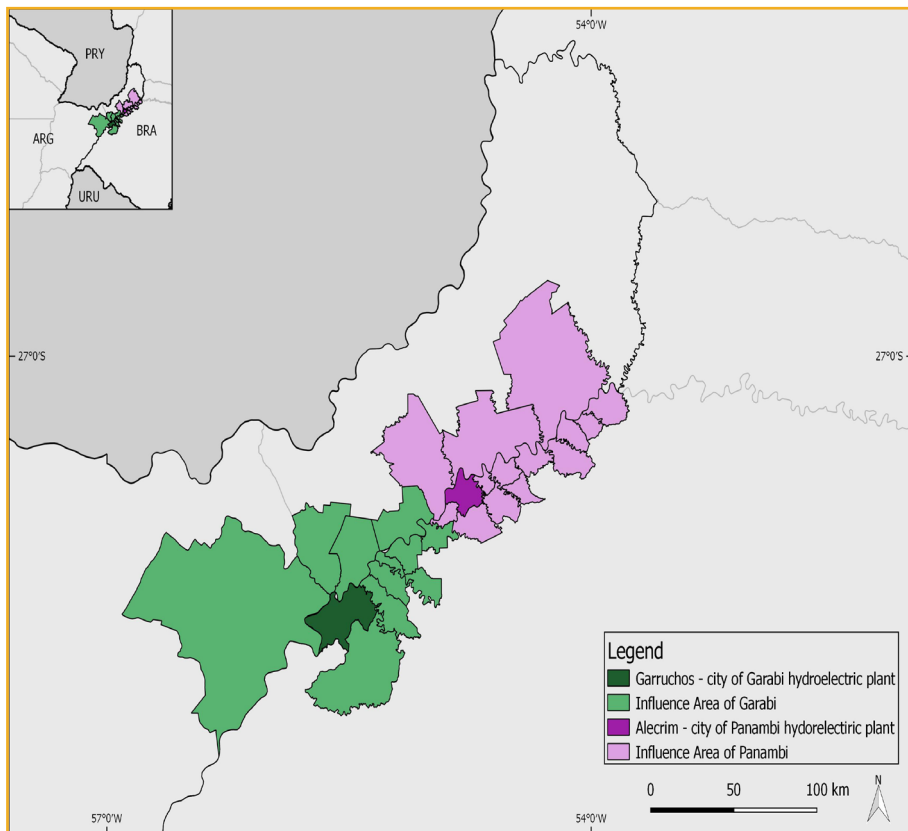 54°0'W
PRY
ARG
BRA
URU
27°0'S
27°0'S
Legend
Garruchos - city of Garabi hydroelectric plant
Influence Area of Garabi
Alecrim - city of Panambi hydorelectiric plant
Influence Area of Panambi
0 50 100 km
N
57°0'W
54°0'W